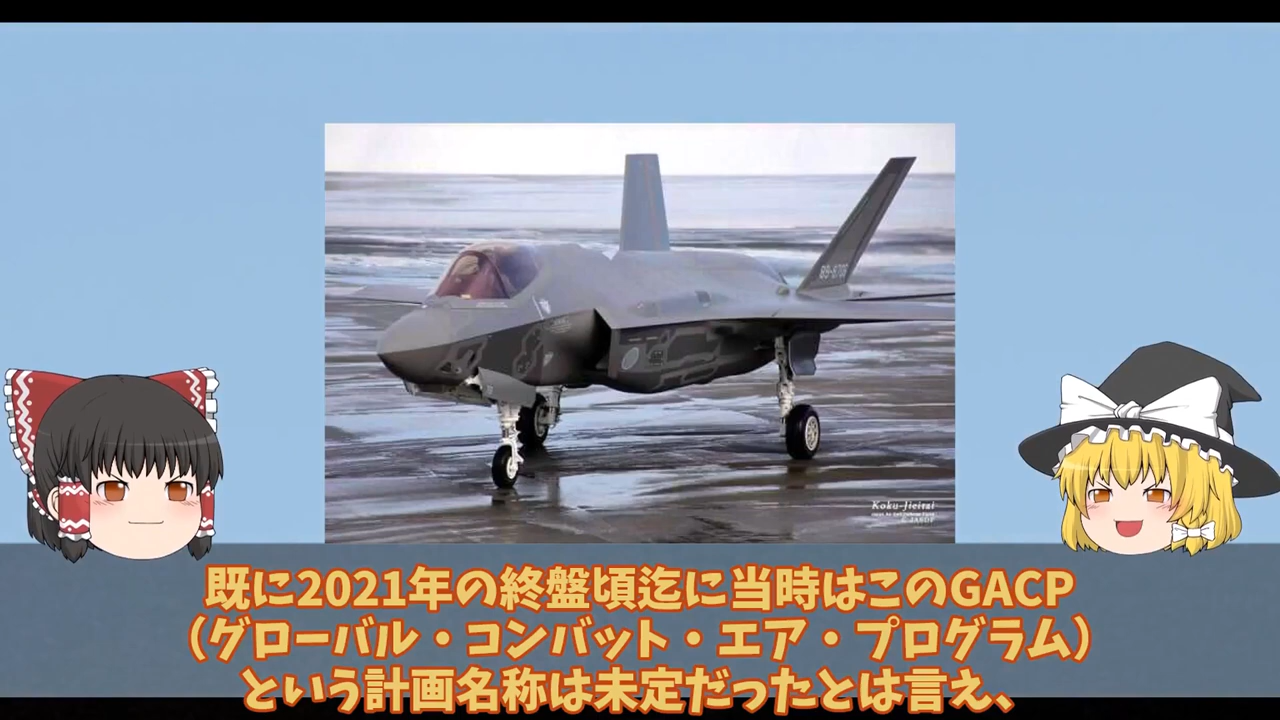 89-8706
Koku-Jieitai
©JASDF
既に2021年の終盤頃迄に当時はこのGACP
（グローバル・コンバット・エア・プログラム）
という計画名称は未定だったとは言え、